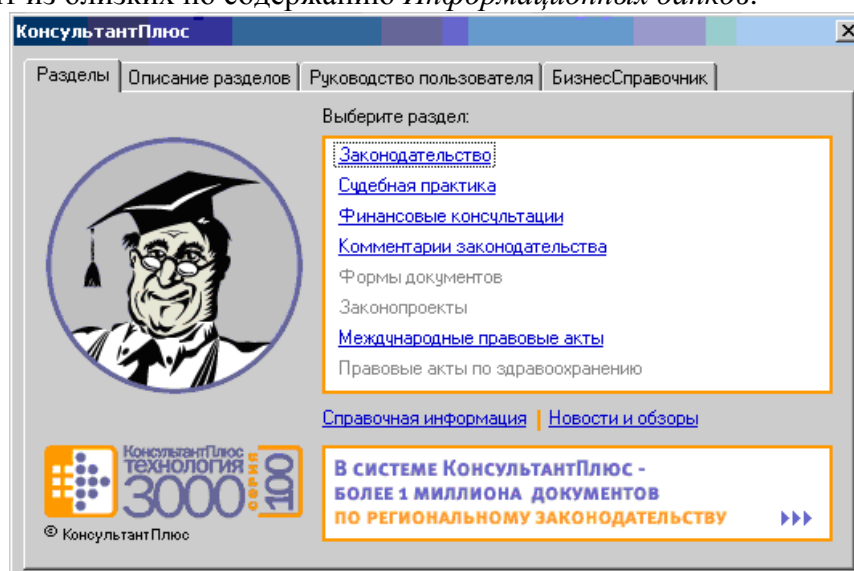 из близких по содержанию Информационных банков.
КонсультантПлюс
Разделы Описание разделов Руководство пользователя БизнесСправочник
Выберите раздел:
Законодательство
Судебная практика
Финансовые консультации
Комментарии законодательства
Формы документов
Законопроекты
Международные правовые акты
Правовые акты по здравоохранению
Справочная информация | Новости и обзоры
КонсультантПлюс
ТЕХНОЛОГИЯ
3000
серия 100
© КонсультантПлюс
В системе КонсультантПлюс -
более 1 миллиона документов
по региональному законодательству